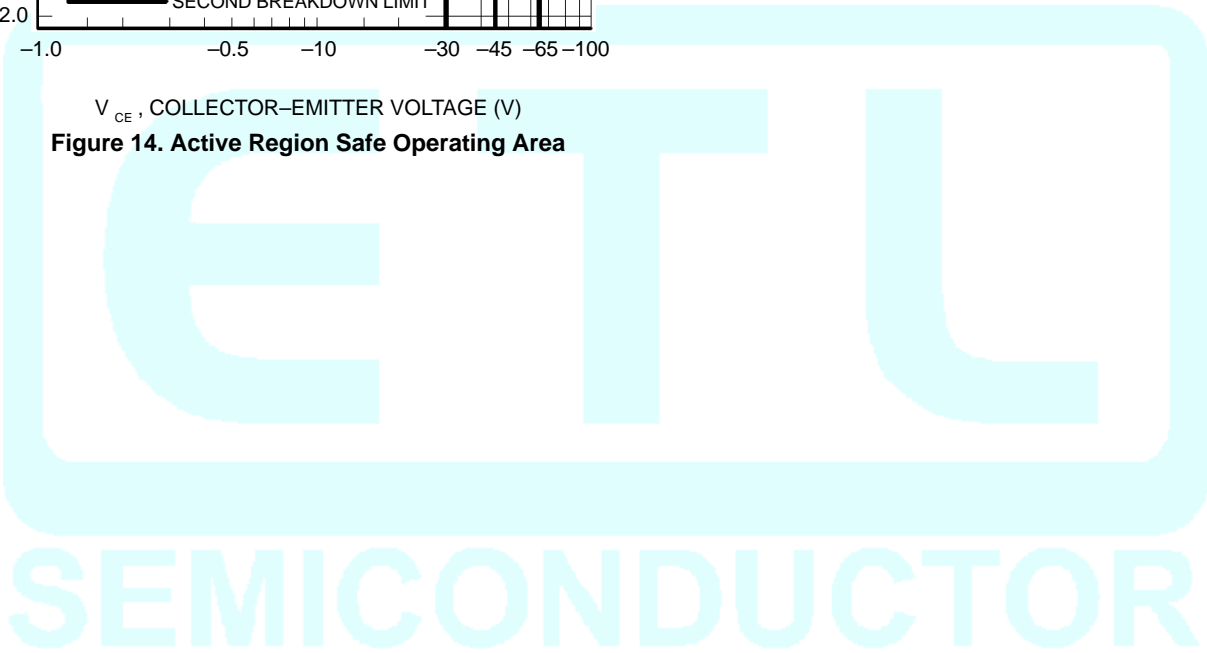 SECOND BREAKDOWN LIMIT
2.0
–1.0 –0.5 –10 –30 –45 –65 –100
V CE , COLLECTOR–EMITTER VOLTAGE (V)
Figure 14. Active Region Safe Operating Area
ETL
SEMICONDUCTOR